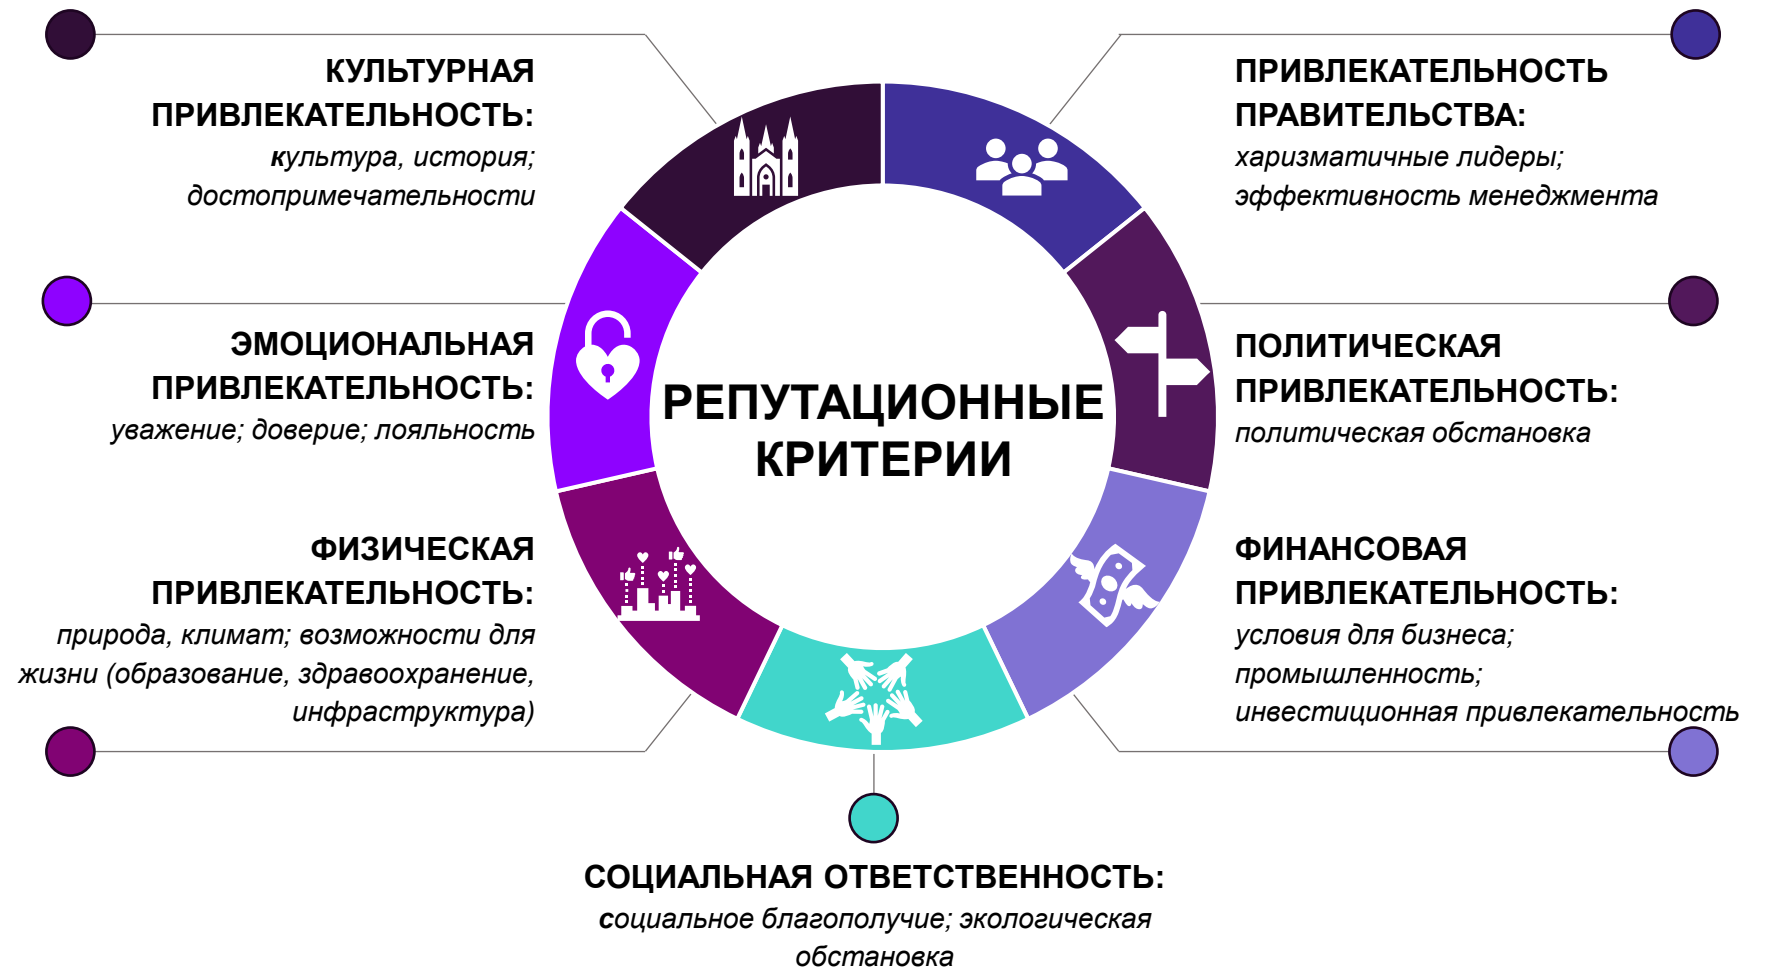 КУЛЬТУРНАЯ
ПРИВЛЕКАТЕЛЬНОСТЬ:
культура, история;
достопримечательности
ПРИВЛЕКАТЕЛЬНОСТЬ
ПРАВИТЕЛЬСТВА:
харизматичные лидеры;
эффективность менеджмента
ЭМОЦИОНАЛЬНАЯ
ПРИВЛЕКАТЕЛЬНОСТЬ:
уважение; доверие; лояльность
РЕПУТАЦИОННЫЕ
КРИТЕРИИ
ПОЛИТИЧЕСКАЯ
ПРИВЛЕКАТЕЛЬНОСТЬ:
политическая обстановка
ФИЗИЧЕСКАЯ
ПРИВЛЕКАТЕЛЬНОСТЬ:
природа, климат; возможности для
жизни (образование, здравоохранение,
инфраструктура)
ФИНАНСОВАЯ
ПРИВЛЕКАТЕЛЬНОСТЬ:
условия для бизнеса;
промышленность;
инвестиционная привлекательность
СОЦИАЛЬНАЯ ОТВЕТСТВЕННОСТЬ:
социальное благополучие; экологическая
обстановка